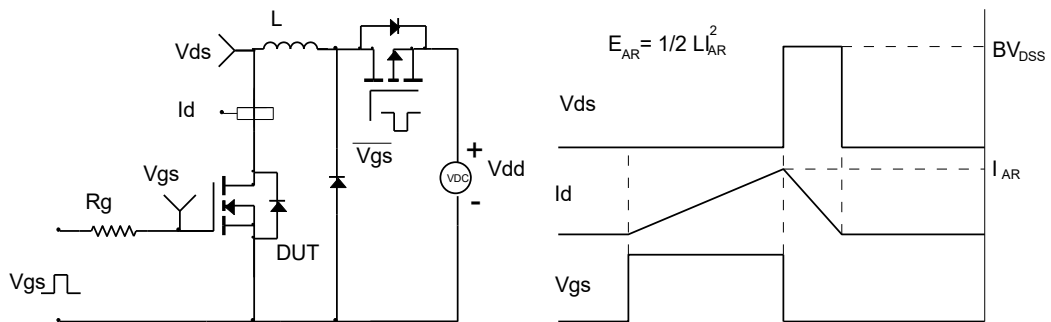 L
Vds
Id
Vgs
Rg
DUT
Vgs
Vgs
+
VDC
Vdd
-
E_AR = 1/2 LI_AR^2
BV_DSS
Vds
I_AR
Id
Vgs